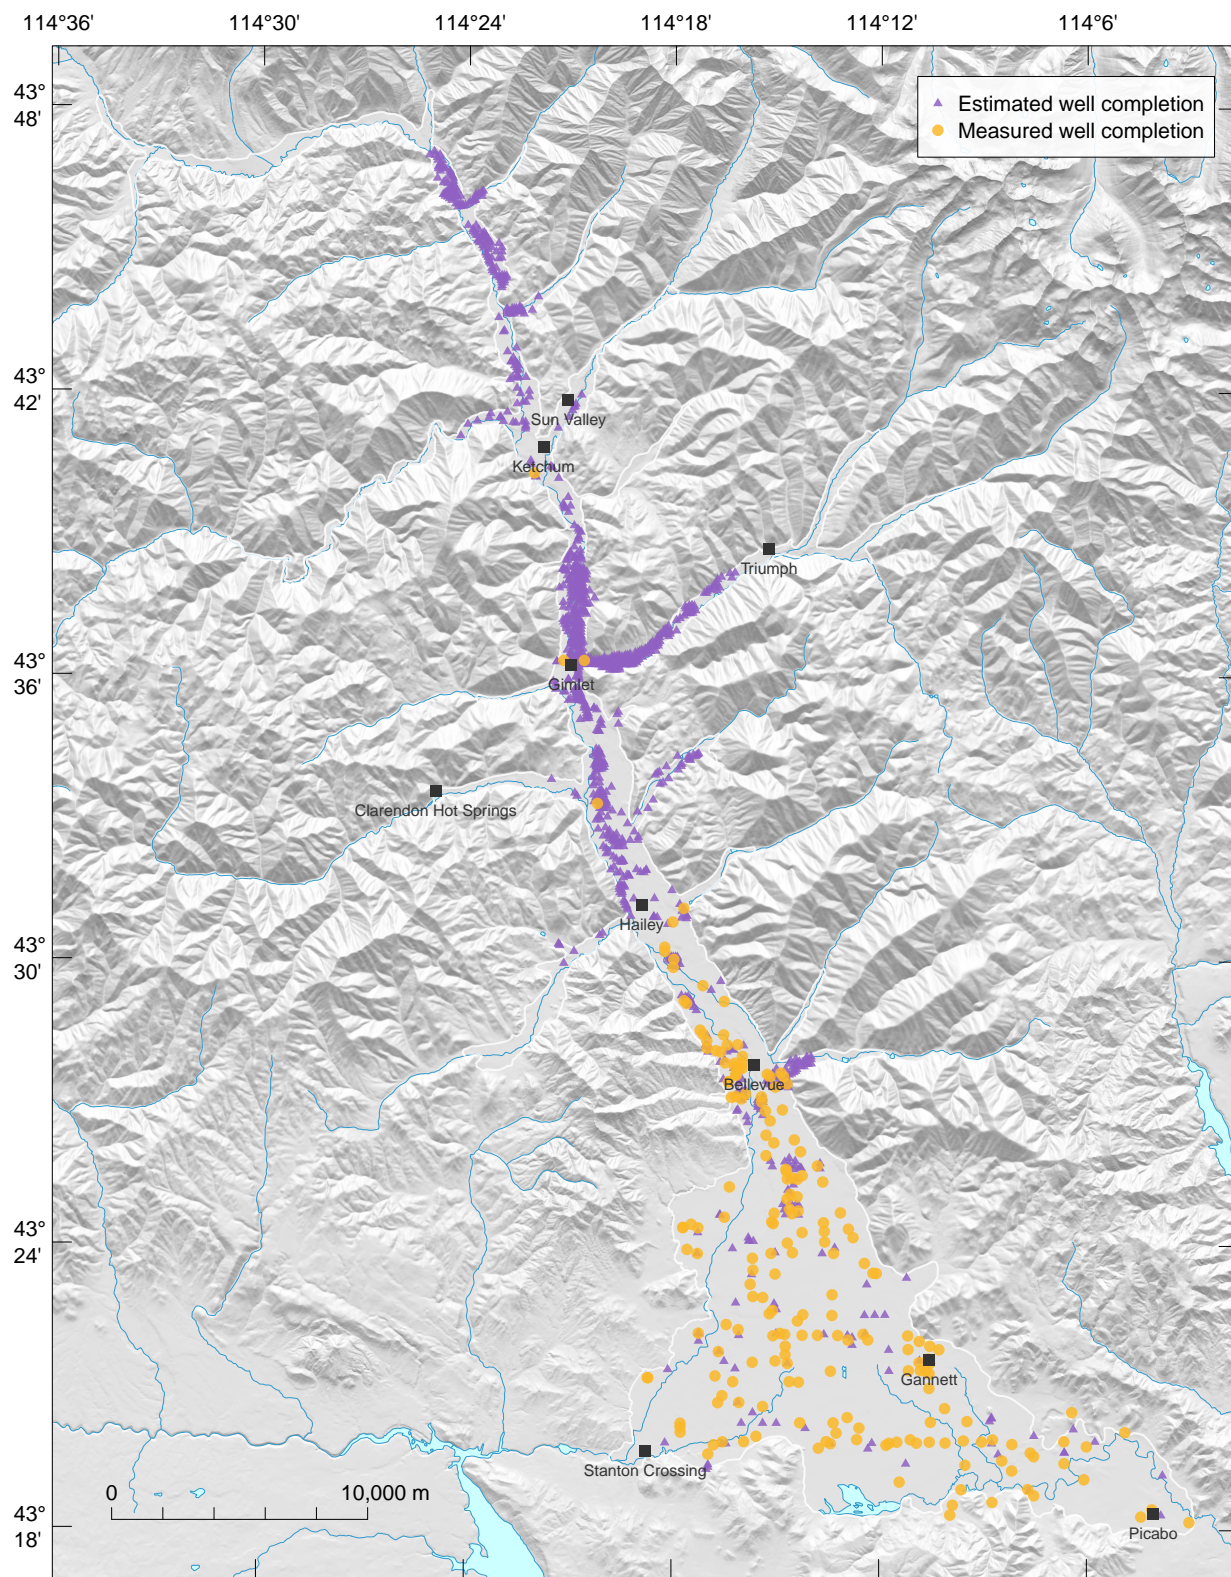 114°36' 114°30' 114°24' 114°18' 114°12' 114°6'
43°
48'
Estimated well completion
Measured well completion
43°
42'
Sun Valley
Ketchum
Triumph
43°
36'
Gimlet
Clarendon Hot Springs
Hailey
43°
30'
Bellevue
43°
24'
Gannett
Stanton Crossing
0 10,000 m
43°
18'
Picabo